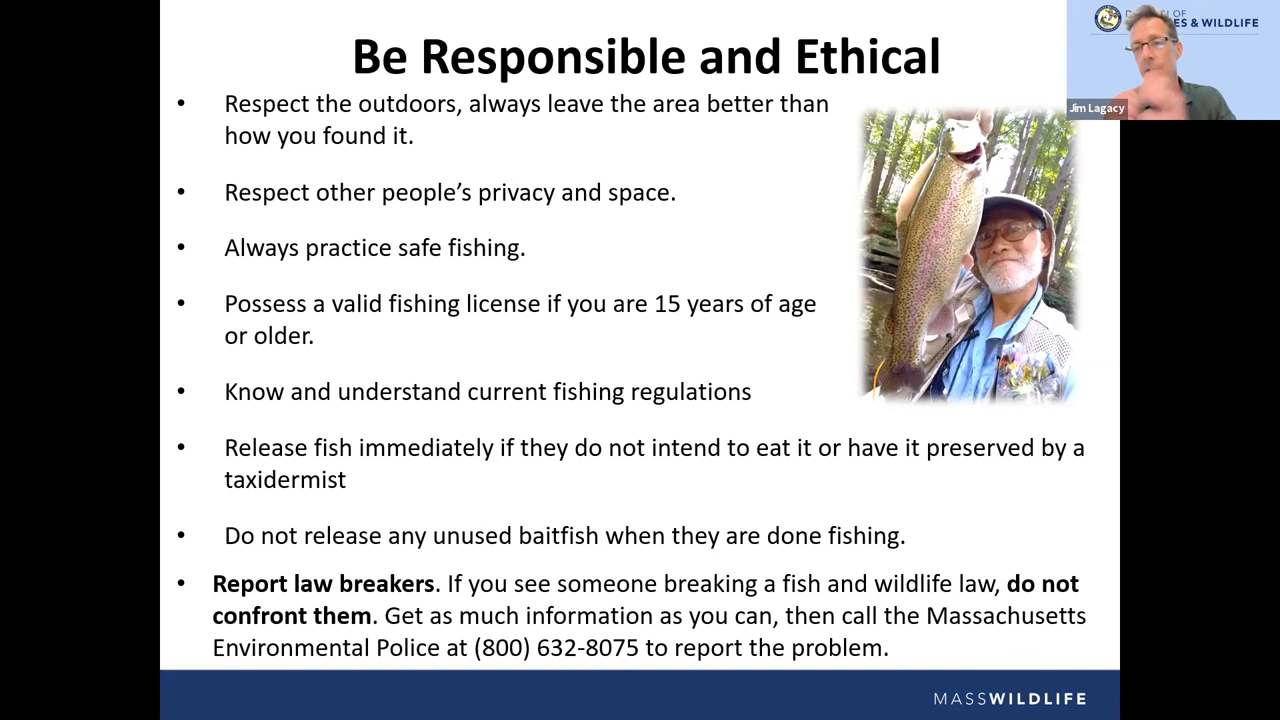 Be Responsible and Ethical
ES & WILDLIFE
Jim Lagacy
• Respect the outdoors, always leave the area better than
how you found it.
• Respect other people’s privacy and space.
• Always practice safe fishing.
• Possess a valid fishing license if you are 15 years of age
or older.
• Know and understand current fishing regulations
• Release fish immediately if they do not intend to eat it or have it preserved by a
taxidermist
• Do not release any unused baitfish when they are done fishing.
• Report law breakers. If you see someone breaking a fish and wildlife law, do not
confront them. Get as much information as you can, then call the Massachusetts
Environmental Police at (800) 632-8075 to report the problem.
MASSWILDLIFE